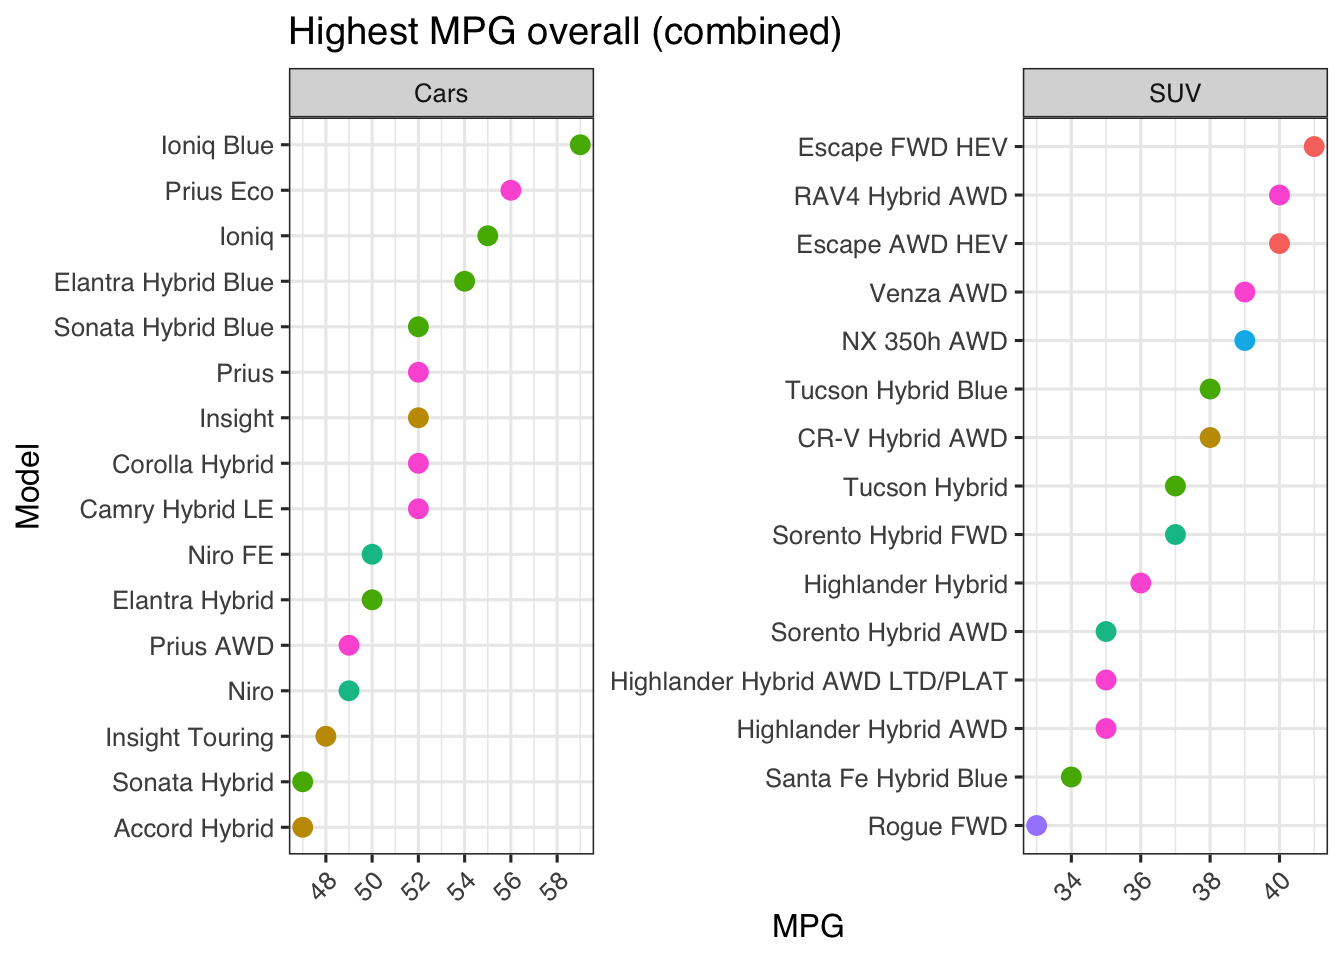 Highest MPG overall (combined)
Cars
SUV
Model
Ioniq Blue
Prius Eco
Ioniq
Elantra Hybrid Blue
Sonata Hybrid Blue
Prius
Insight
Corolla Hybrid
Camry Hybrid LE
Niro FE
Elantra Hybrid
Prius AWD
Niro
Insight Touring
Sonata Hybrid
Accord Hybrid
48 50 52 54 56 58
Escape FWD HEV
RAV4 Hybrid AWD
Escape AWD HEV
Venza AWD
NX 350h AWD
Tucson Hybrid Blue
CR-V Hybrid AWD
Tucson Hybrid
Sorento Hybrid FWD
Highlander Hybrid
Sorento Hybrid AWD
Highlander Hybrid AWD LTD/PLAT
Highlander Hybrid AWD
Santa Fe Hybrid Blue
Rogue FWD
34 36 38 40
MPG